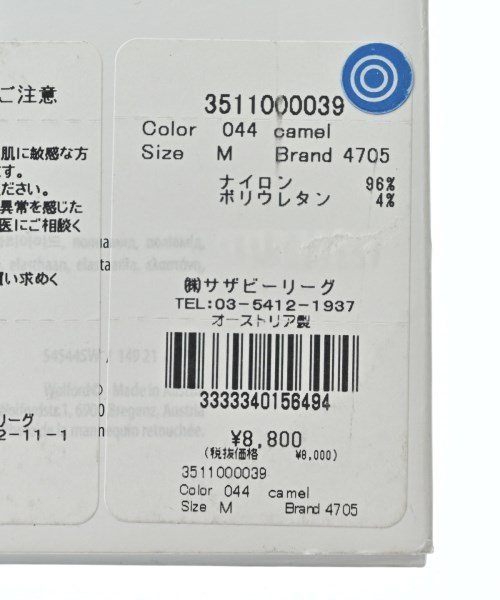 ご注意
肌に敏感な方
す。
ださい。
異常を感じた
医にご相談く
い求めく
リーグ
2-11-1
3511000039
Color 044 camel
Size M Brand 4705
ナイロン 96%
ポリウレタン 4%
㈱サザビーリーグ
TEL:03-5412-1937
オーストリア製
3333340156494
¥8,800
(税抜価格 ¥8,000)
3511000039
Color 044 camel
Size M Brand 4705